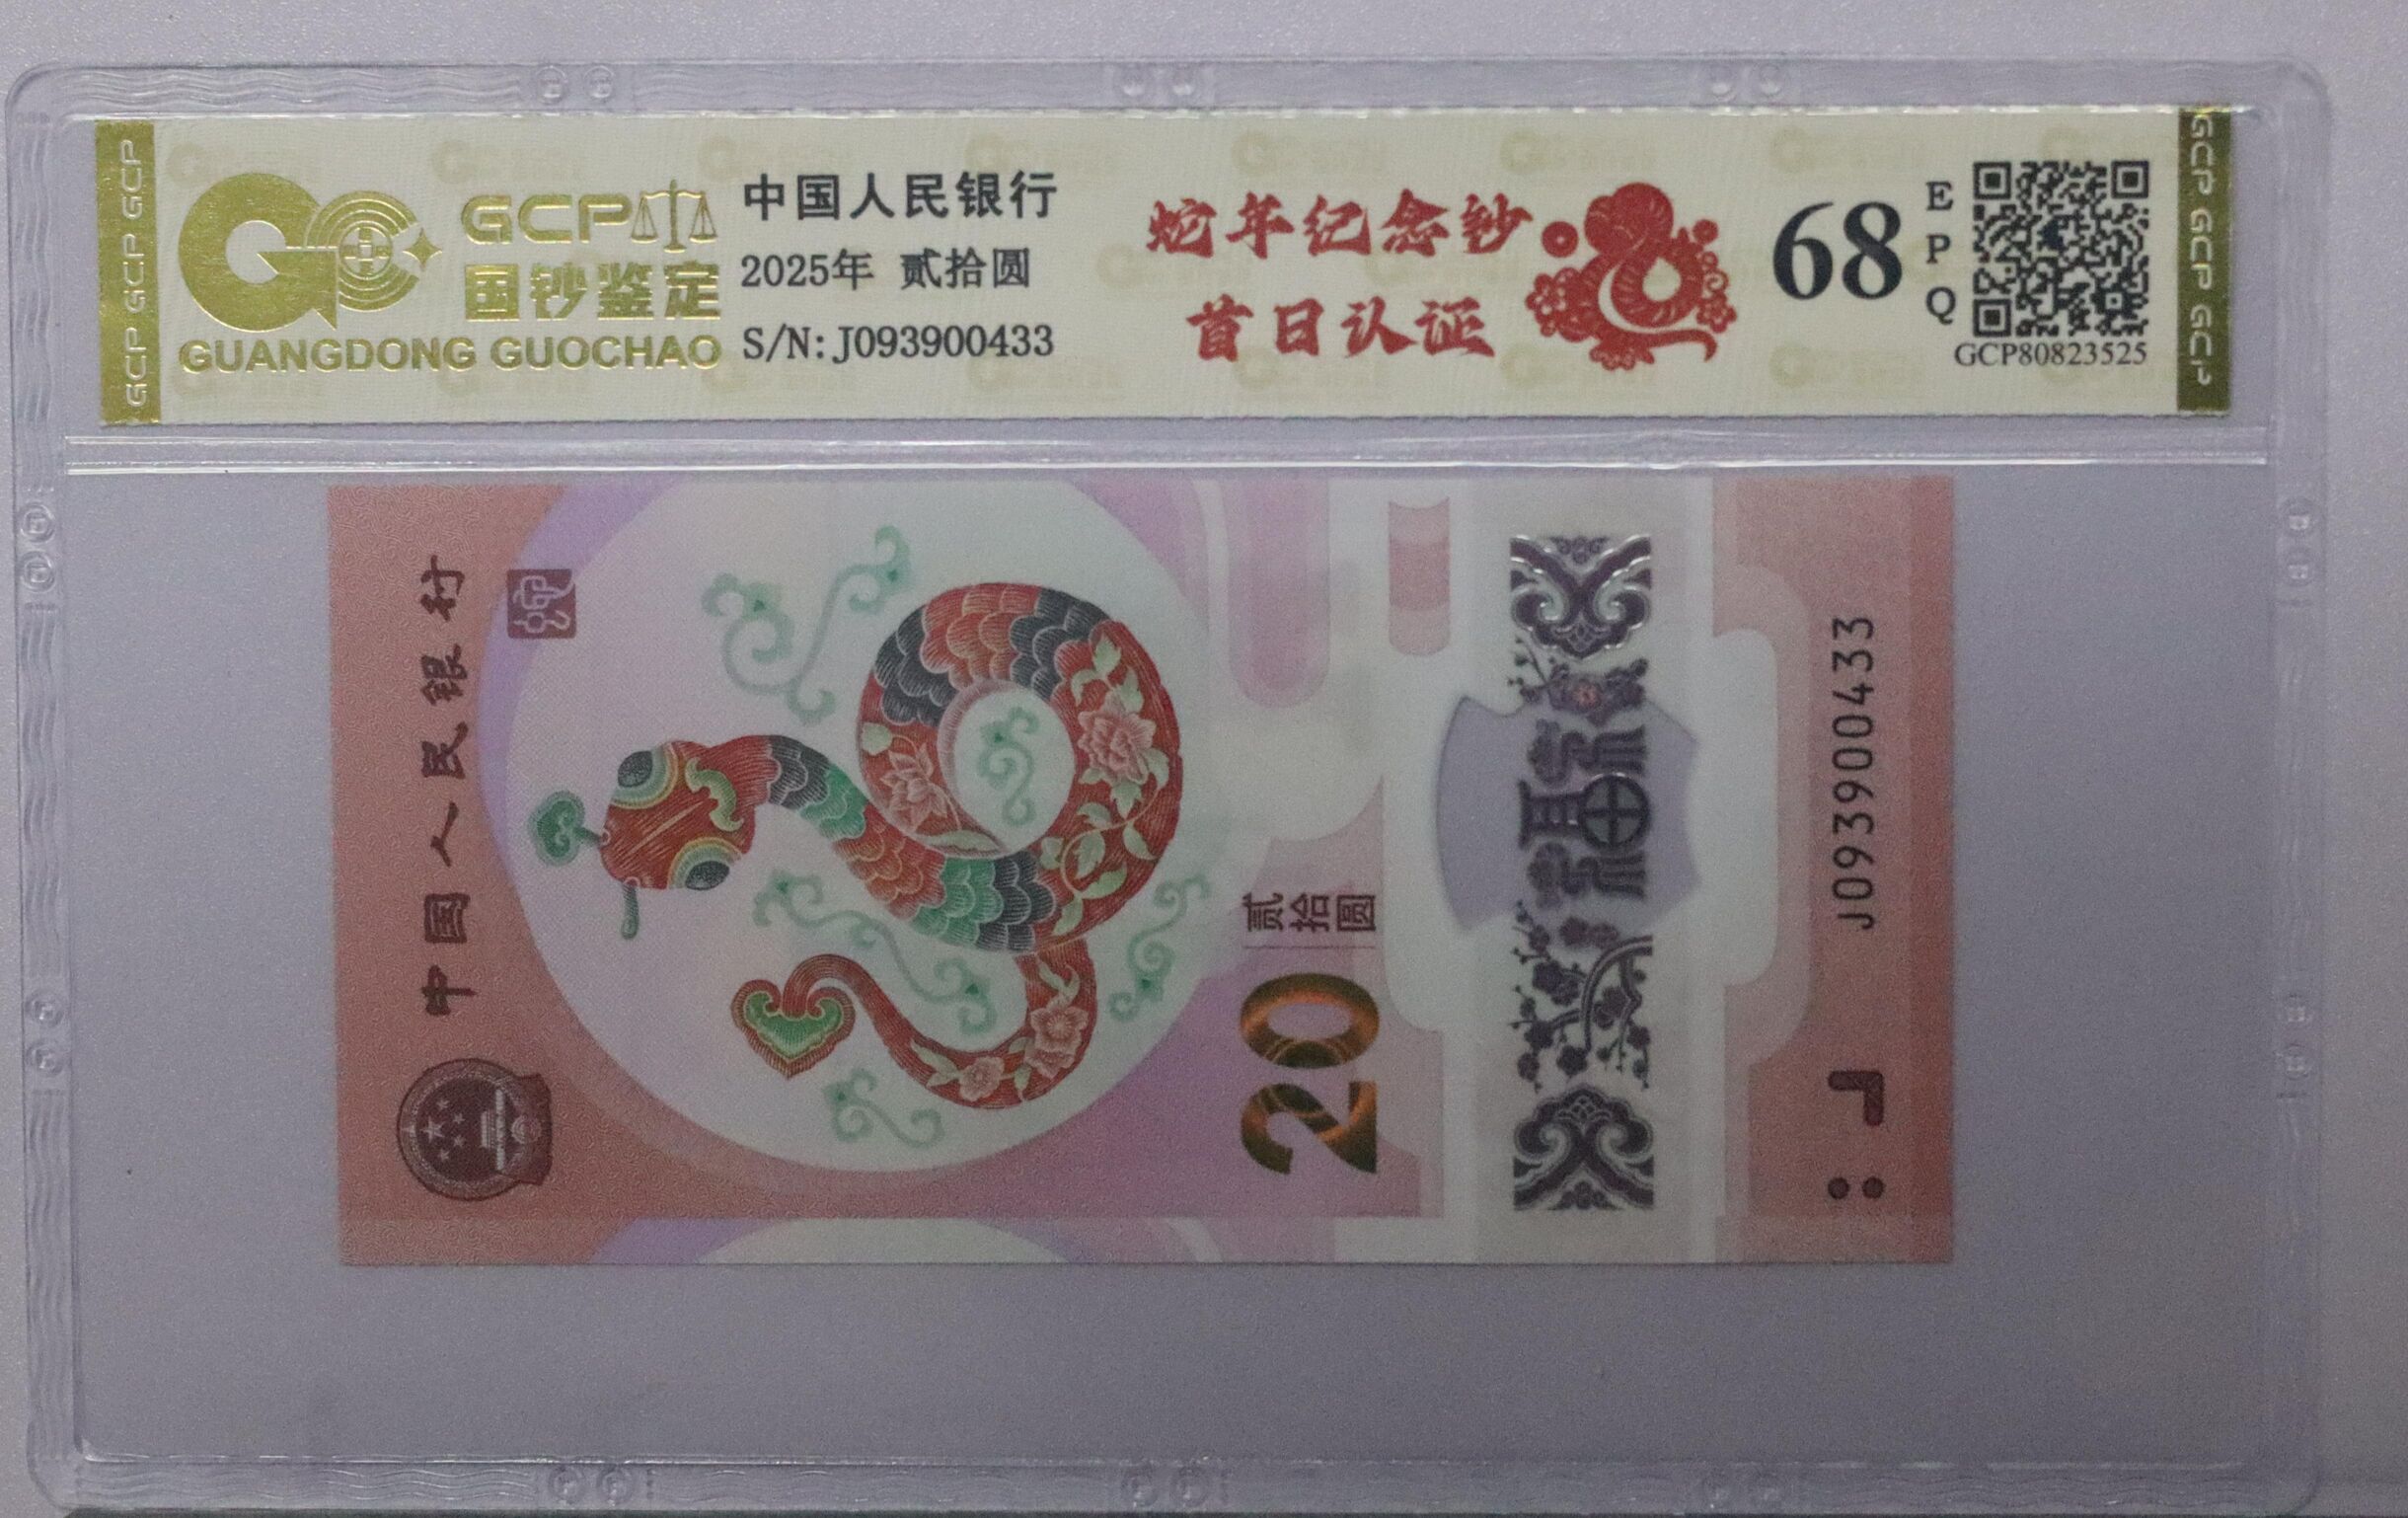 GCP GCP GCP
GCP
国钞鉴定
GUANGDONG GUOCHAO
中国人民银行
2025年 贰拾圆
S/N: J093900433
蛇年纪念钞
首日认证
68
EPQ
GCP80823525
GCP GCP GCP
中国人民银行
20
贰拾圆
福
J093900433